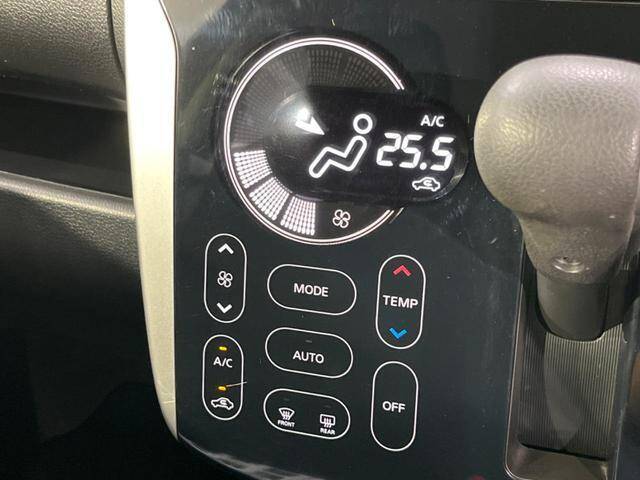 A/C
25.5
MODE
TEMP
A/C
AUTO
OFF
FRONT
REAR